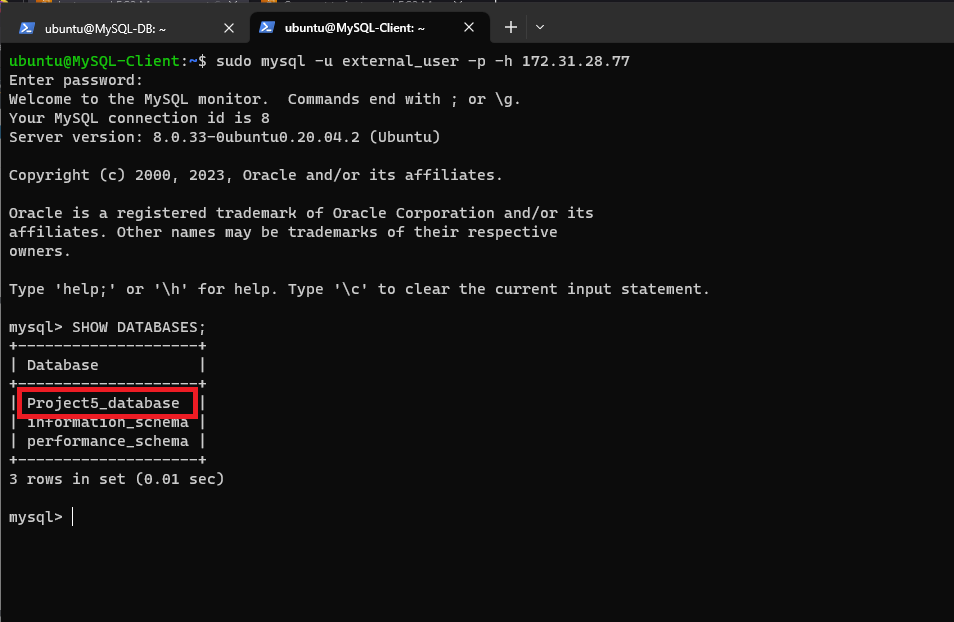 ubuntu@MySQL-DB: ~
ubuntu@MySQL-Client: ~
ubuntu@MySQL-Client:~$ sudo mysql -u external_user -p -h 172.31.28.77
Enter password:
Welcome to the MySQL monitor.  Commands end with ; or \g.
Your MySQL connection id is 8
Server version: 8.0.33-0ubuntu0.20.04.2 (Ubuntu)

Copyright (c) 2000, 2023, Oracle and/or its affiliates.

Oracle is a registered trademark of Oracle Corporation and/or its
affiliates. Other names may be trademarks of their respective
owners.

Type 'help;' or '\h' for help. Type '\c' to clear the current input statement.

mysql> SHOW DATABASES;
+--------------------+
| Database           |
+--------------------+
| Project5_database  |
| information_schema |
| performance_schema |
+--------------------+
3 rows in set (0.01 sec)

mysql>